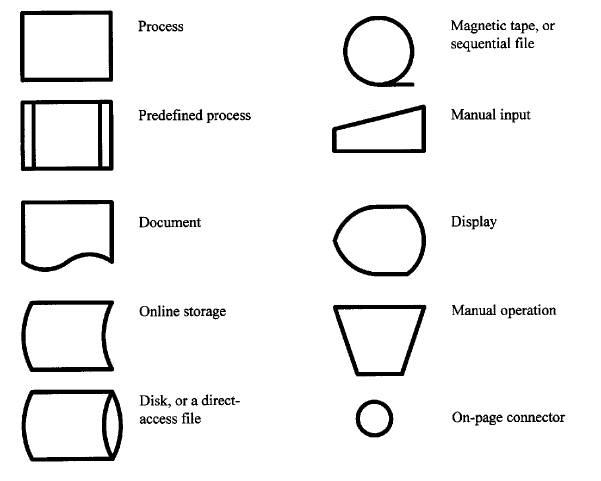 Process
Predefined process
Document
Online storage
Disk, or a direct-
access file
Magnetic tape, or
sequential file
Manual input
Display
Manual operation
On-page connector